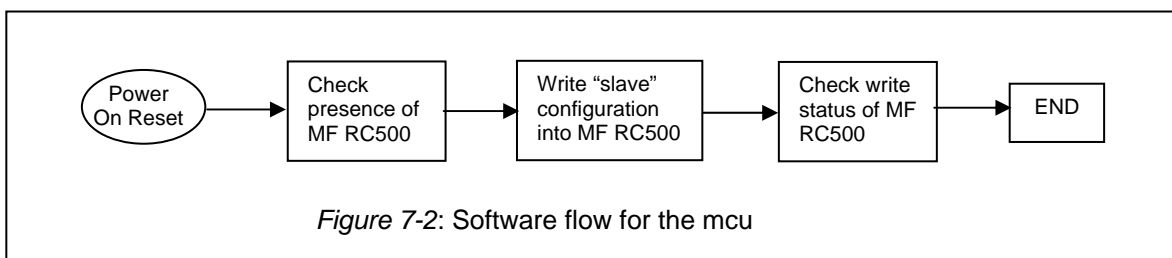 Power
On Reset
Check
presence of
MF RC500
Write “slave”
configuration
into MF RC500
Check write
status of MF
RC500
END
Figure 7-2: Software flow for the mcu